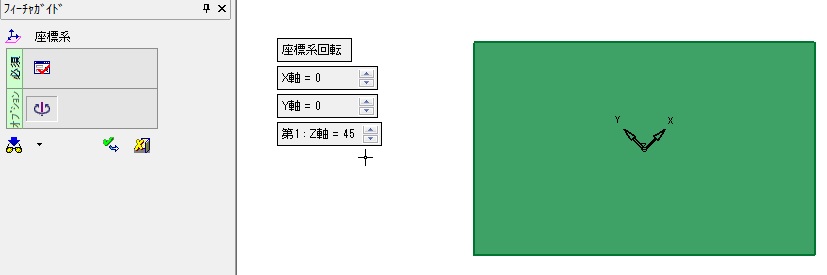 ﾌｨｰﾁｬｶﾞｲﾄﾞ
座標系
必須
ｵﾌﾟｼｮﾝ
座標系回転
X軸 = 0
Y軸 = 0
第1 : Z軸 = 45
Y X